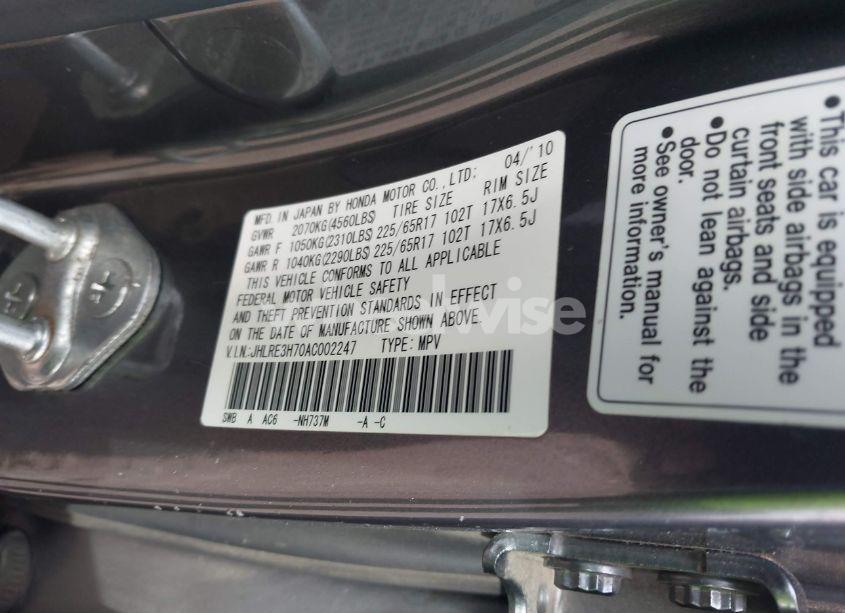 MFD. IN JAPAN BY HONDA MOTOR CO., LTD: 04/'10
GVWR 2070KG(4560LBS) TIRE SIZE RIM SIZE
GAWR F 1050KG(2310LBS) 225/65R17 102T 17X6.5J
GAWR R 1040KG(2290LBS) 225/65R17 102T 17X6.5J
THIS VEHICLE CONFORMS TO ALL APPLICABLE
FEDERAL MOTOR VEHICLE SAFETY
AND THEFT PREVENTION STANDARDS IN EFFECT
ON THE DATE OF MANUFACTURE SHOWN ABOVE
V.I.N:JHLRE3H70AC002247 TYPE: MPV
SWB A AC6 -NH737M -A -C
•This car is equipped
with side airbags in the
front seats and side
curtain airbags.
•Do not lean against the
door.
•See owner's manual for
more information.
wise